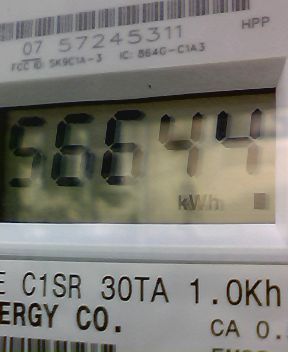 HPP
07 57245311
FCC ID: SK9C1A-3 IC: 864G-C1A3
56644
kWh
E C1SR 30TA 1.0Kh
ERGY CO.
CA 0.